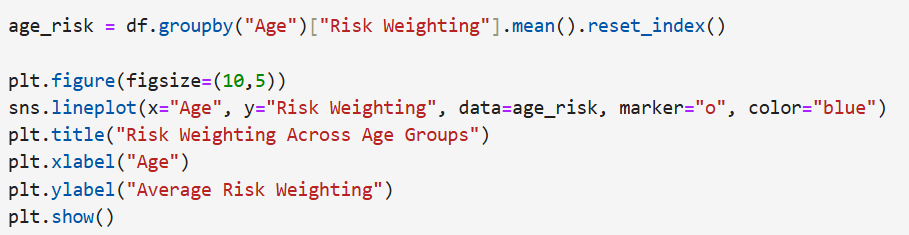 age_risk = df.groupby("Age")["Risk Weighting"].mean().reset_index()
plt.figure(figsize=(10,5))
sns.lineplot(x="Age", y="Risk Weighting", data=age_risk, marker="o", color="blue")
plt.title("Risk Weighting Across Age Groups")
plt.xlabel("Age")
plt.ylabel("Average Risk Weighting")
plt.show()